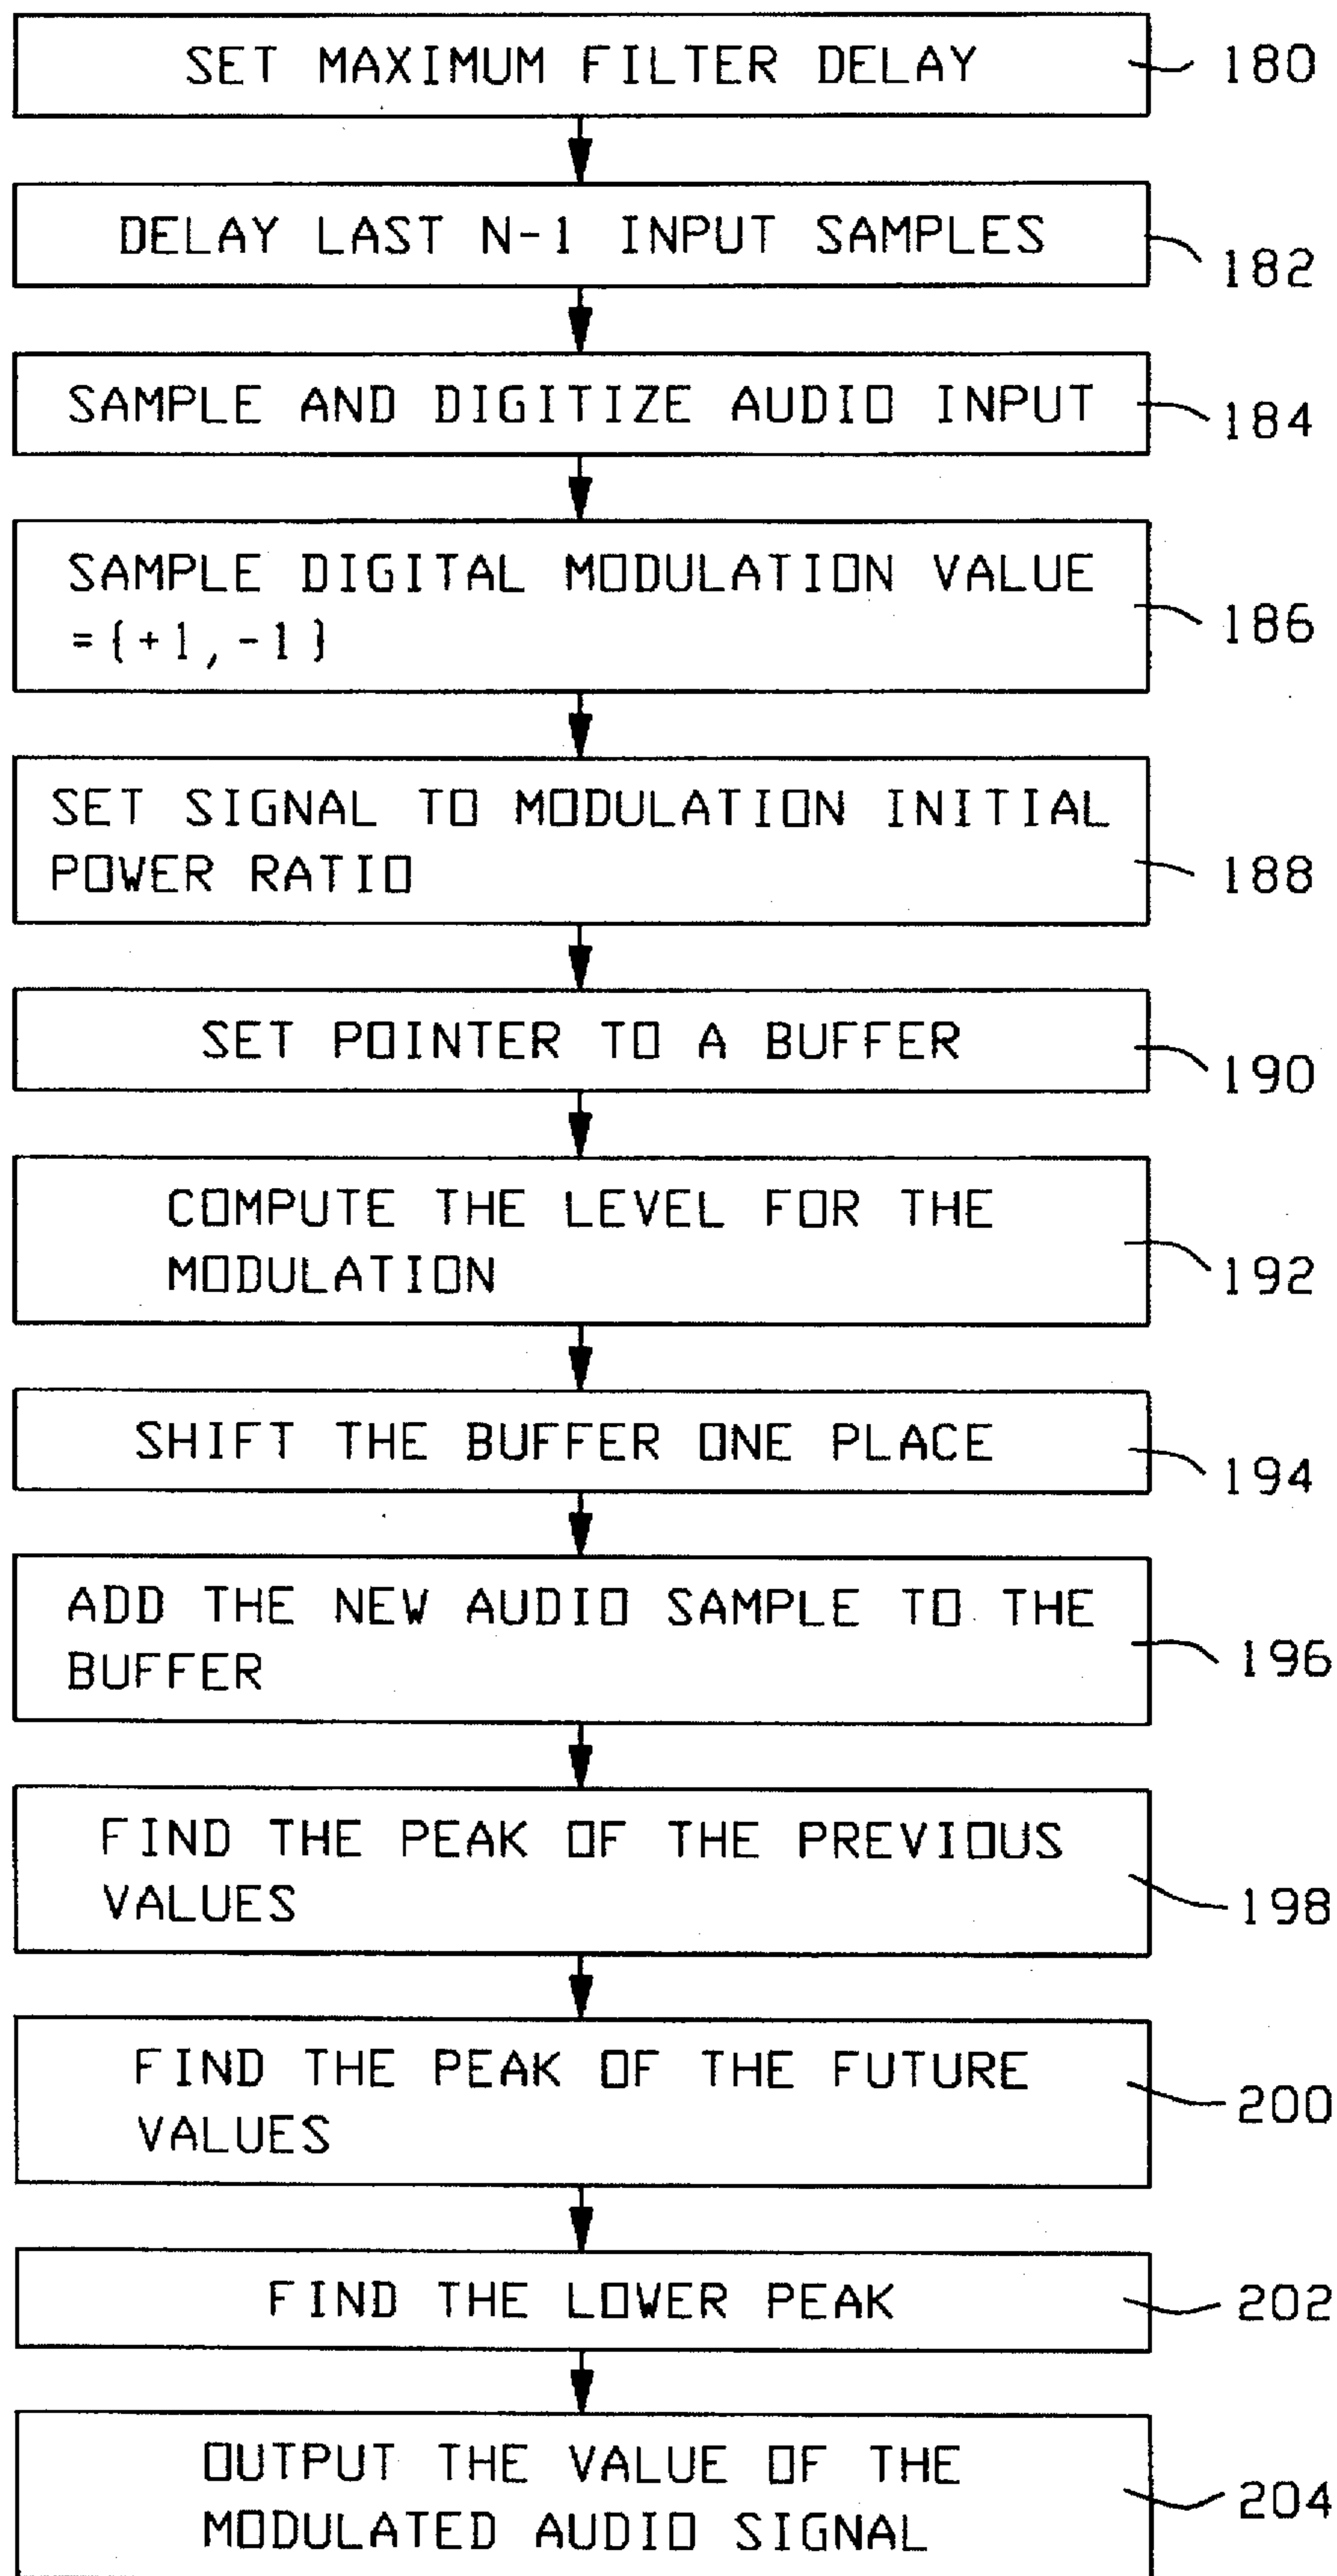 SET MAXIMUM FILTER DELAY
180
DELAY LAST N-1 INPUT SAMPLES
182
SAMPLE AND DIGITIZE AUDIO INPUT
184
SAMPLE DIGITAL MODULATION VALUE
={+1,-1}
186
SET SIGNAL TO MODULATION INITIAL
POWER RATIO
188
SET POINTER TO A BUFFER
190
COMPUTE THE LEVEL FOR THE
MODULATION
192
SHIFT THE BUFFER ONE PLACE
194
ADD THE NEW AUDIO SAMPLE TO THE
BUFFER
196
FIND THE PEAK OF THE PREVIOUS
VALUES
198
FIND THE PEAK OF THE FUTURE
VALUES
200
FIND THE LOWER PEAK
202
OUTPUT THE VALUE OF THE
MODULATED AUDIO SIGNAL
204